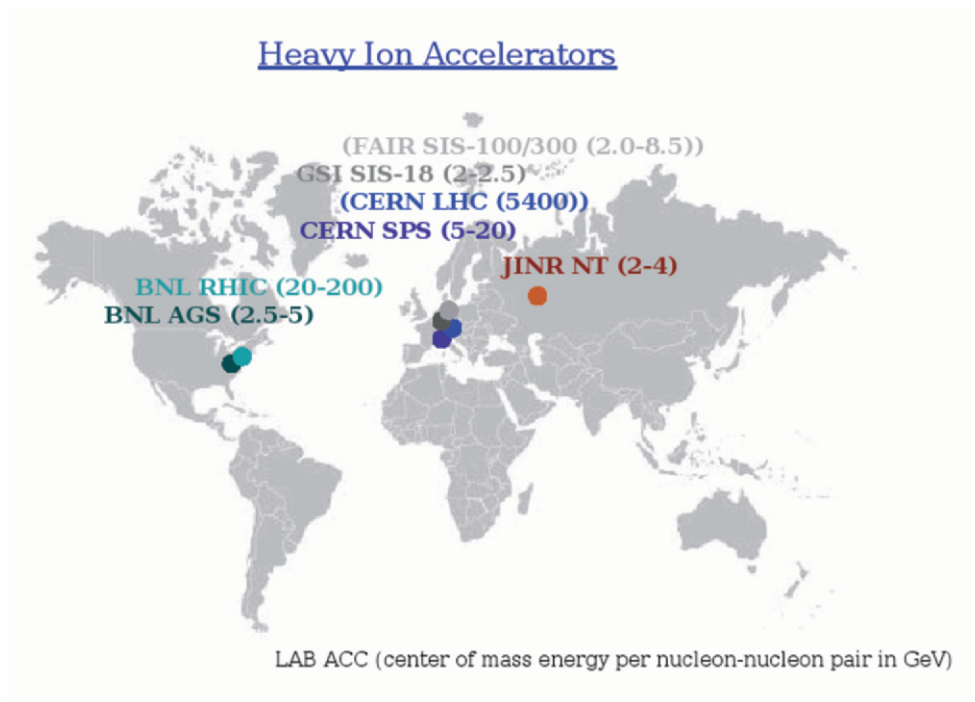 Heavy Ion Accelerators
(FAIR SIS-100/300 (2.0-8.5))
GSI SIS-18 (2-2.5)
(CERN LHC (5400))
CERN SPS (5-20)
JINR NT (2-4)
BNL RHIC (20-200)
BNL AGS (2.5-5)
LAB ACC (center of mass energy per nucleon-nucleon pair in GeV)